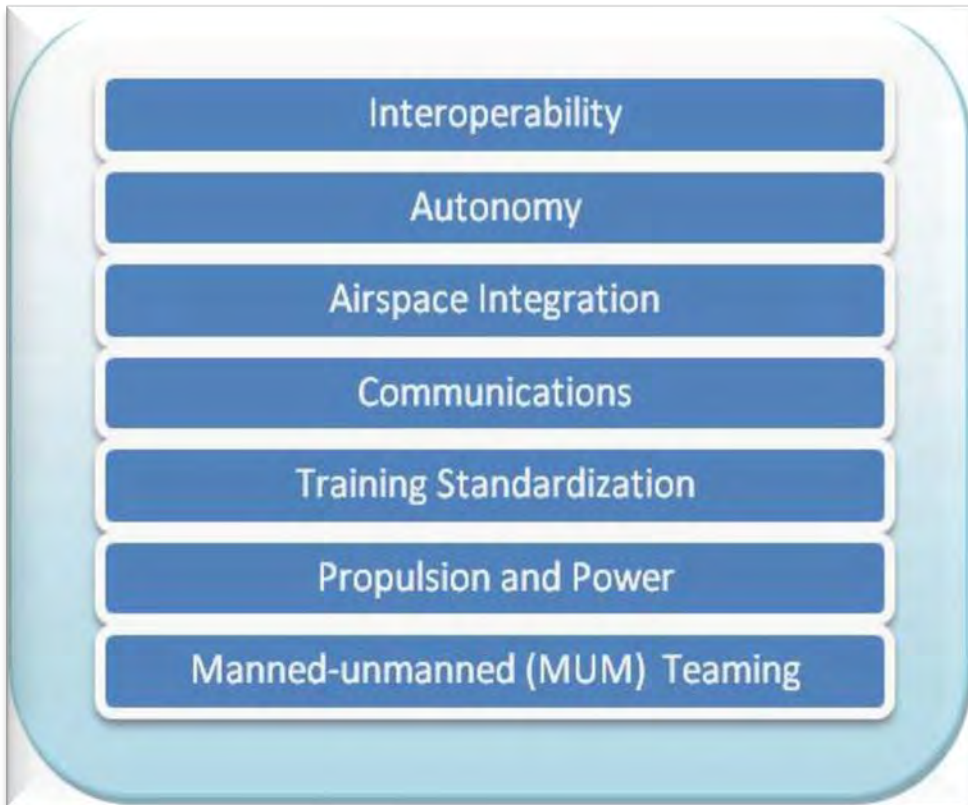 Interoperability
Autonomy
Airspace Integration
Communications
Training Standardization
Propulsion and Power
Manned-unmanned (MUM) Teaming